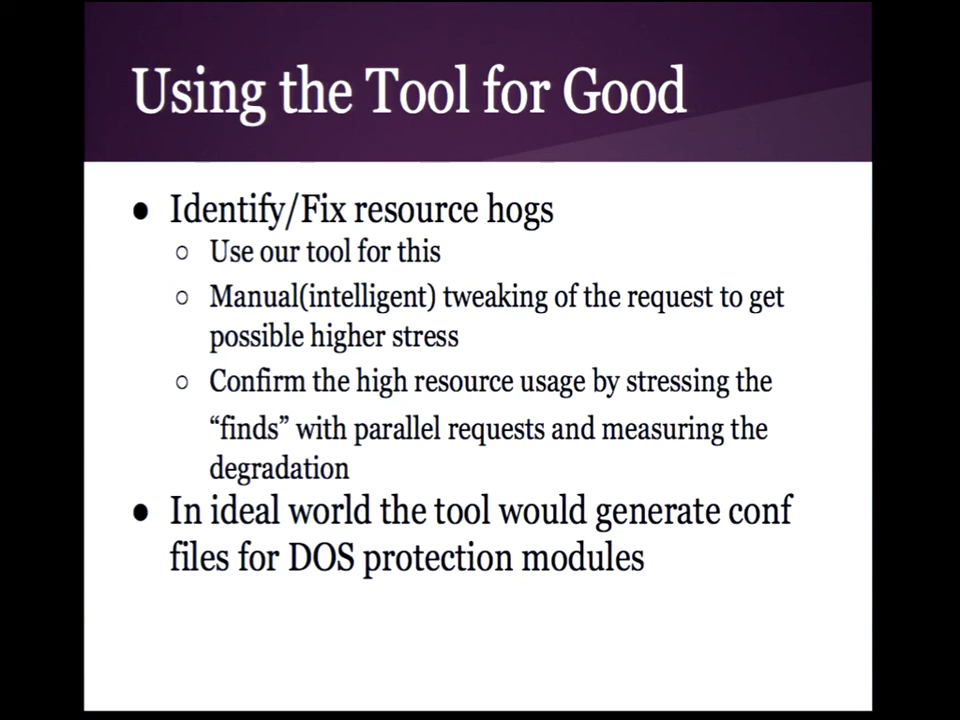 Using the Tool for Good
● Identify/Fix resource hogs
○ Use our tool for this
○ Manual(intelligent) tweaking of the request to get
possible higher stress
○ Confirm the high resource usage by stressing the
“finds” with parallel requests and measuring the
degradation
● In ideal world the tool would generate conf
files for DOS protection modules